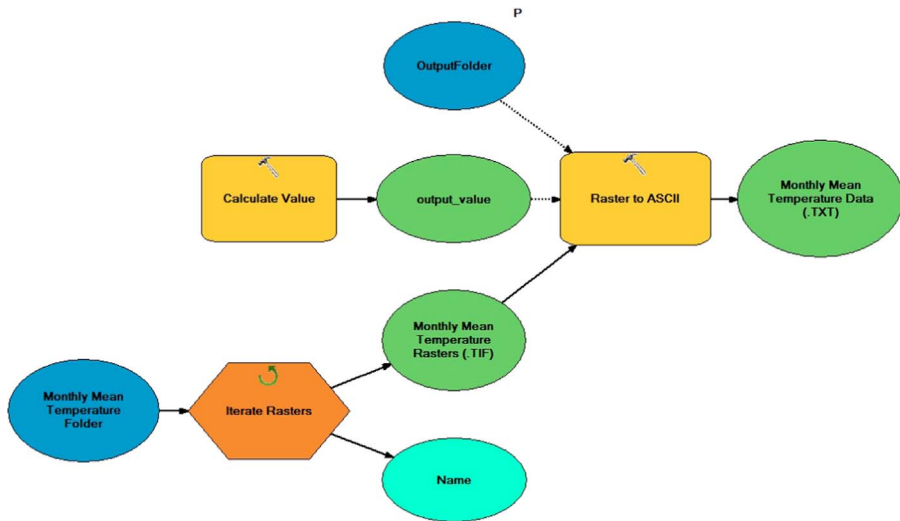 P
OutputFolder
Calculate Value
output_value
Raster to ASCII
Monthly Mean
Temperature Data
(.TXT)
Monthly Mean
Temperature
Rasters (.TIF)
Monthly Mean
Temperature
Folder
Iterate Rasters
Name